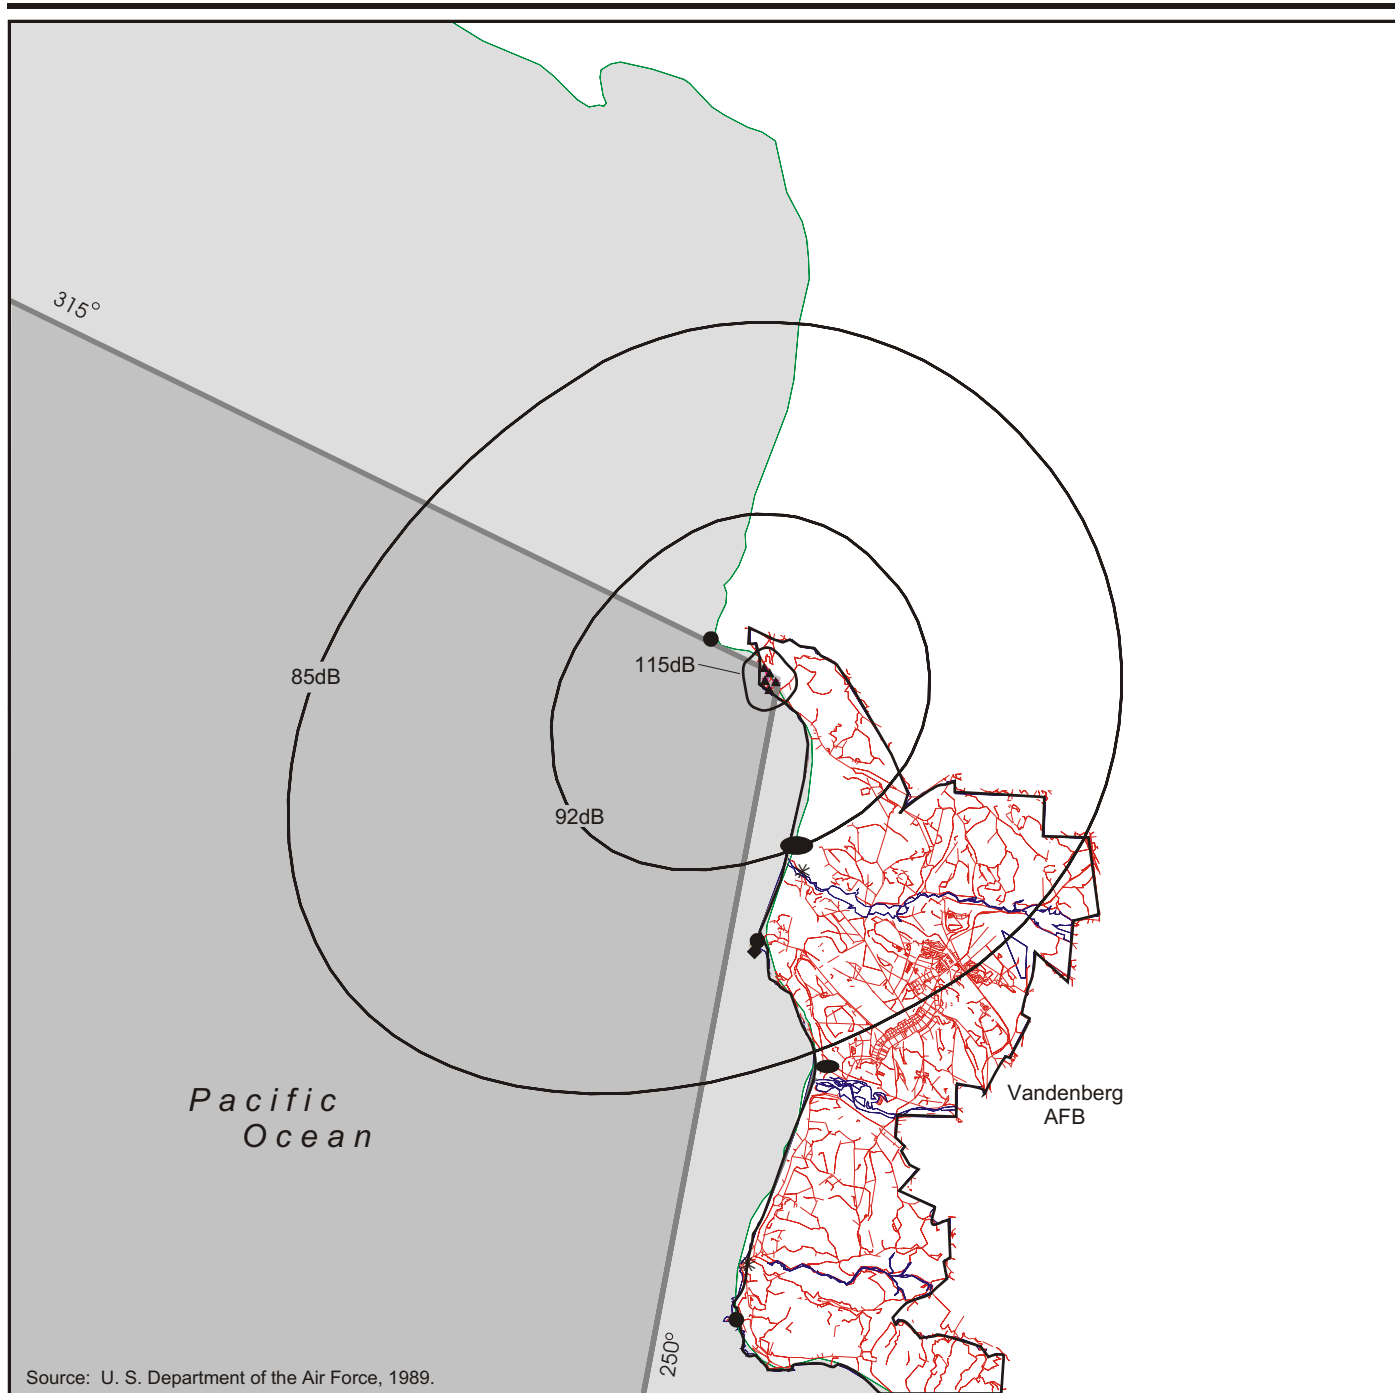 315°
115dB
85dB
92dB
Pacific
Ocean
Vandenberg
AFB
250°
Source: U. S. Department of the Air Force, 1989.